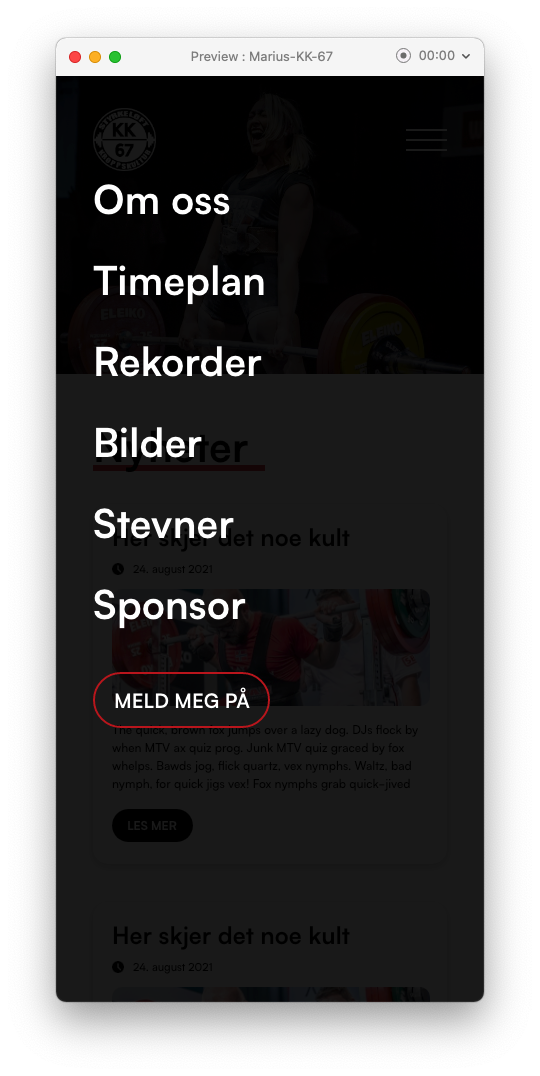 Preview : Marius-KK-67
00:00
KK
67
Om oss
Timeplan
ELEIKO
ELEIKO
Rekorder
Nyheter
Bilder
Stevner
Her skjer det noe kult
24. august 2021
Sponsor
MELD MEG PÅ
The quick, brown fox jumps over a lazy dog. DJs flock by
when MTV ax quiz prog. Junk MTV quiz graced by fox
whelps. Bawds jog, flick quartz, vex nymphs. Waltz, bad
nymph, for quick jigs vex! Fox nymphs grab quick-jived
LES MER
Her skjer det noe kult
24. august 2021